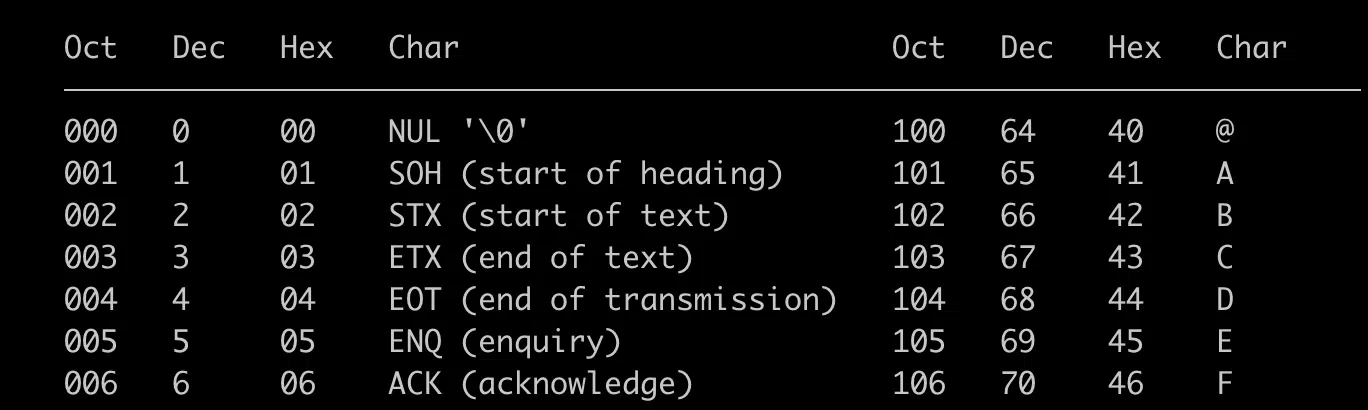 Oct   Dec   Hex   Char                        Oct   Dec   Hex   Char
000   0     00    NUL '\0'                    100   64    40    @
001   1     01    SOH (start of heading)      101   65    41    A
002   2     02    STX (start of text)         102   66    42    B
003   3     03    ETX (end of text)           103   67    43    C
004   4     04    EOT (end of transmission)   104   68    44    D
005   5     05    ENQ (enquiry)               105   69    45    E
006   6     06    ACK (acknowledge)           106   70    46    F